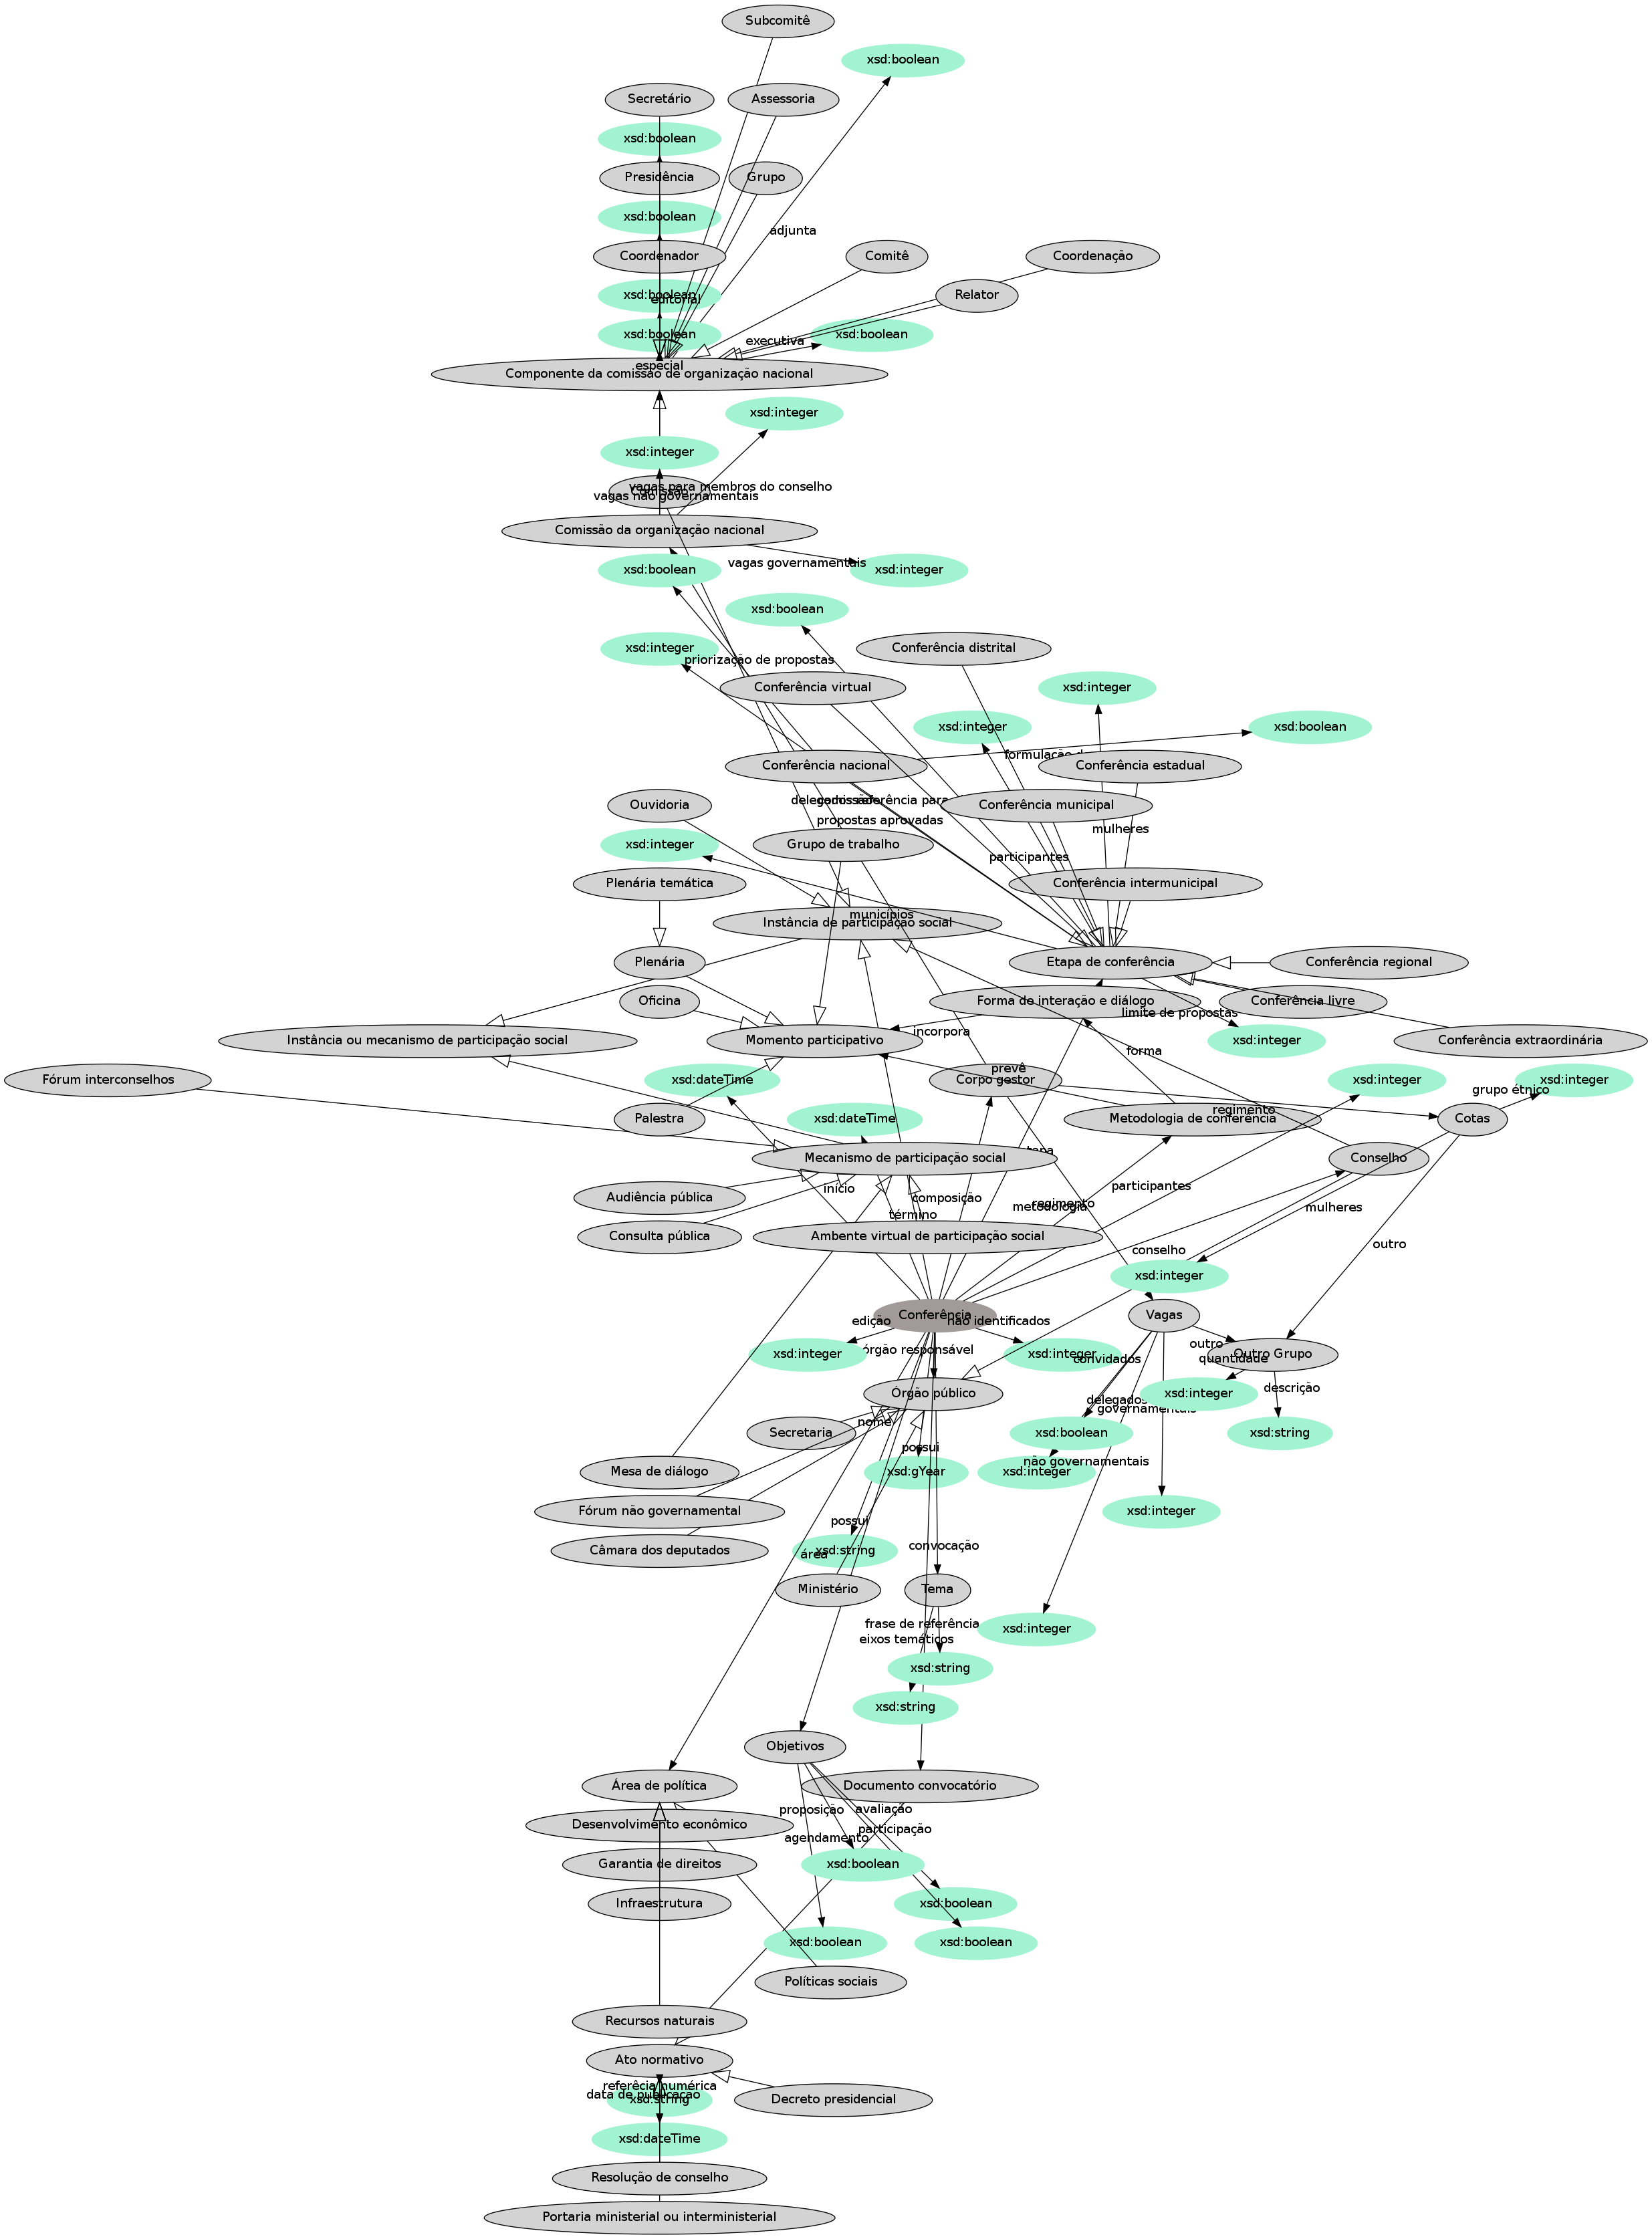 Subcomitê
xsd:boolean
Secretário
Assessoria
xsd:boolean
Presidência
Grupo
xsd:boolean
adjunta
Coordenador
Comitê
Coordenação
xsd:boolean
editorial
Relator
xsd:boolean
executiva
xsd:boolean
especial
Componente da comissão de organização nacional
xsd:integer
xsd:integer
vagas para membros do conselho
Comissão
vagas não governamentais
Comissão da organização nacional
vagas governamentais
xsd:boolean
xsd:integer
xsd:boolean
xsd:integer
priorização de propostas
Conferência distrital
Conferência virtual
xsd:integer
xsd:integer
xsd:boolean
formulação d
Conferência nacional
Conferência estadual
Ouvidoria
Conferência municipal
propostas aprovadas
mulheres
xsd:integer
Grupo de trabalho
participantes
Plenária temática
Conferência intermunicipal
municípios
Instância de participação social
Plenária
Etapa de conferência
Conferência regional
Oficina
Forma de interação e diálogo
Conferência livre
limite de propostas
incorpora
Instância ou mecanismo de participação social
Momento participativo
xsd:integer
Conferência extraordinária
forma
prevê
Fórum interconselhos
xsd:dateTime
Corpo gestor
xsd:integer
xsd:integer
grupo étnico
regimento
Palestra
xsd:dateTime
Metodologia de conferência
Cotas
Mecanismo de participação social
Conselho
início
composição
participantes
Audiência pública
regimento
metodologia
mulheres
término
Consulta pública
Ambente virtual de participação social
conselho
outro
xsd:integer
Conferência
não identificados
Vagas
edição
órgão responsável
xsd:integer
xsd:integer
convidados
outro
Outro Grupo
quantidade
Órgão público
xsd:integer
descrição
delegados
governamentais
Secretaria
nome
xsd:boolean
xsd:string
possui
não governamentais
Mesa de diálogo
xsd:gYear
xsd:integer
Fórum não governamental
xsd:integer
possui
Câmara dos deputados
área
xsd:string
convocação
Ministério
Tema
frase de referência
eixos temáticos
xsd:integer
xsd:string
xsd:string
Objetivos
Área de política
Documento convocatório
proposição
avaliação
Desenvolvimento econômico
participação
agendamento
Garantia de direitos
xsd:boolean
Infraestrutura
xsd:boolean
xsd:boolean
xsd:boolean
Políticas sociais
Recursos naturais
Ato normativo
referêcia numérica
data de publicação
xsd:string
Decreto presidencial
xsd:dateTime
Resolução de conselho
Portaria ministerial ou interministerial